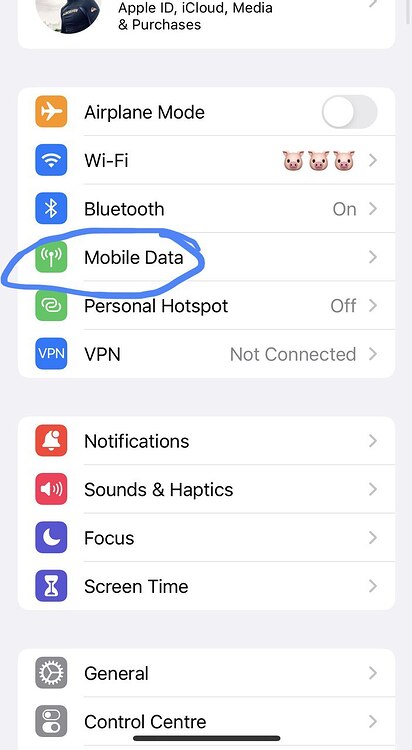 Apple ID, iCloud, Media
& Purchases
Airplane Mode
Wi-Fi 🐷🐷🐷
Bluetooth On
Mobile Data
Personal Hotspot Off
VPN VPN Not Connected
Notifications
Sounds & Haptics
Focus
Screen Time
General
Control Centre